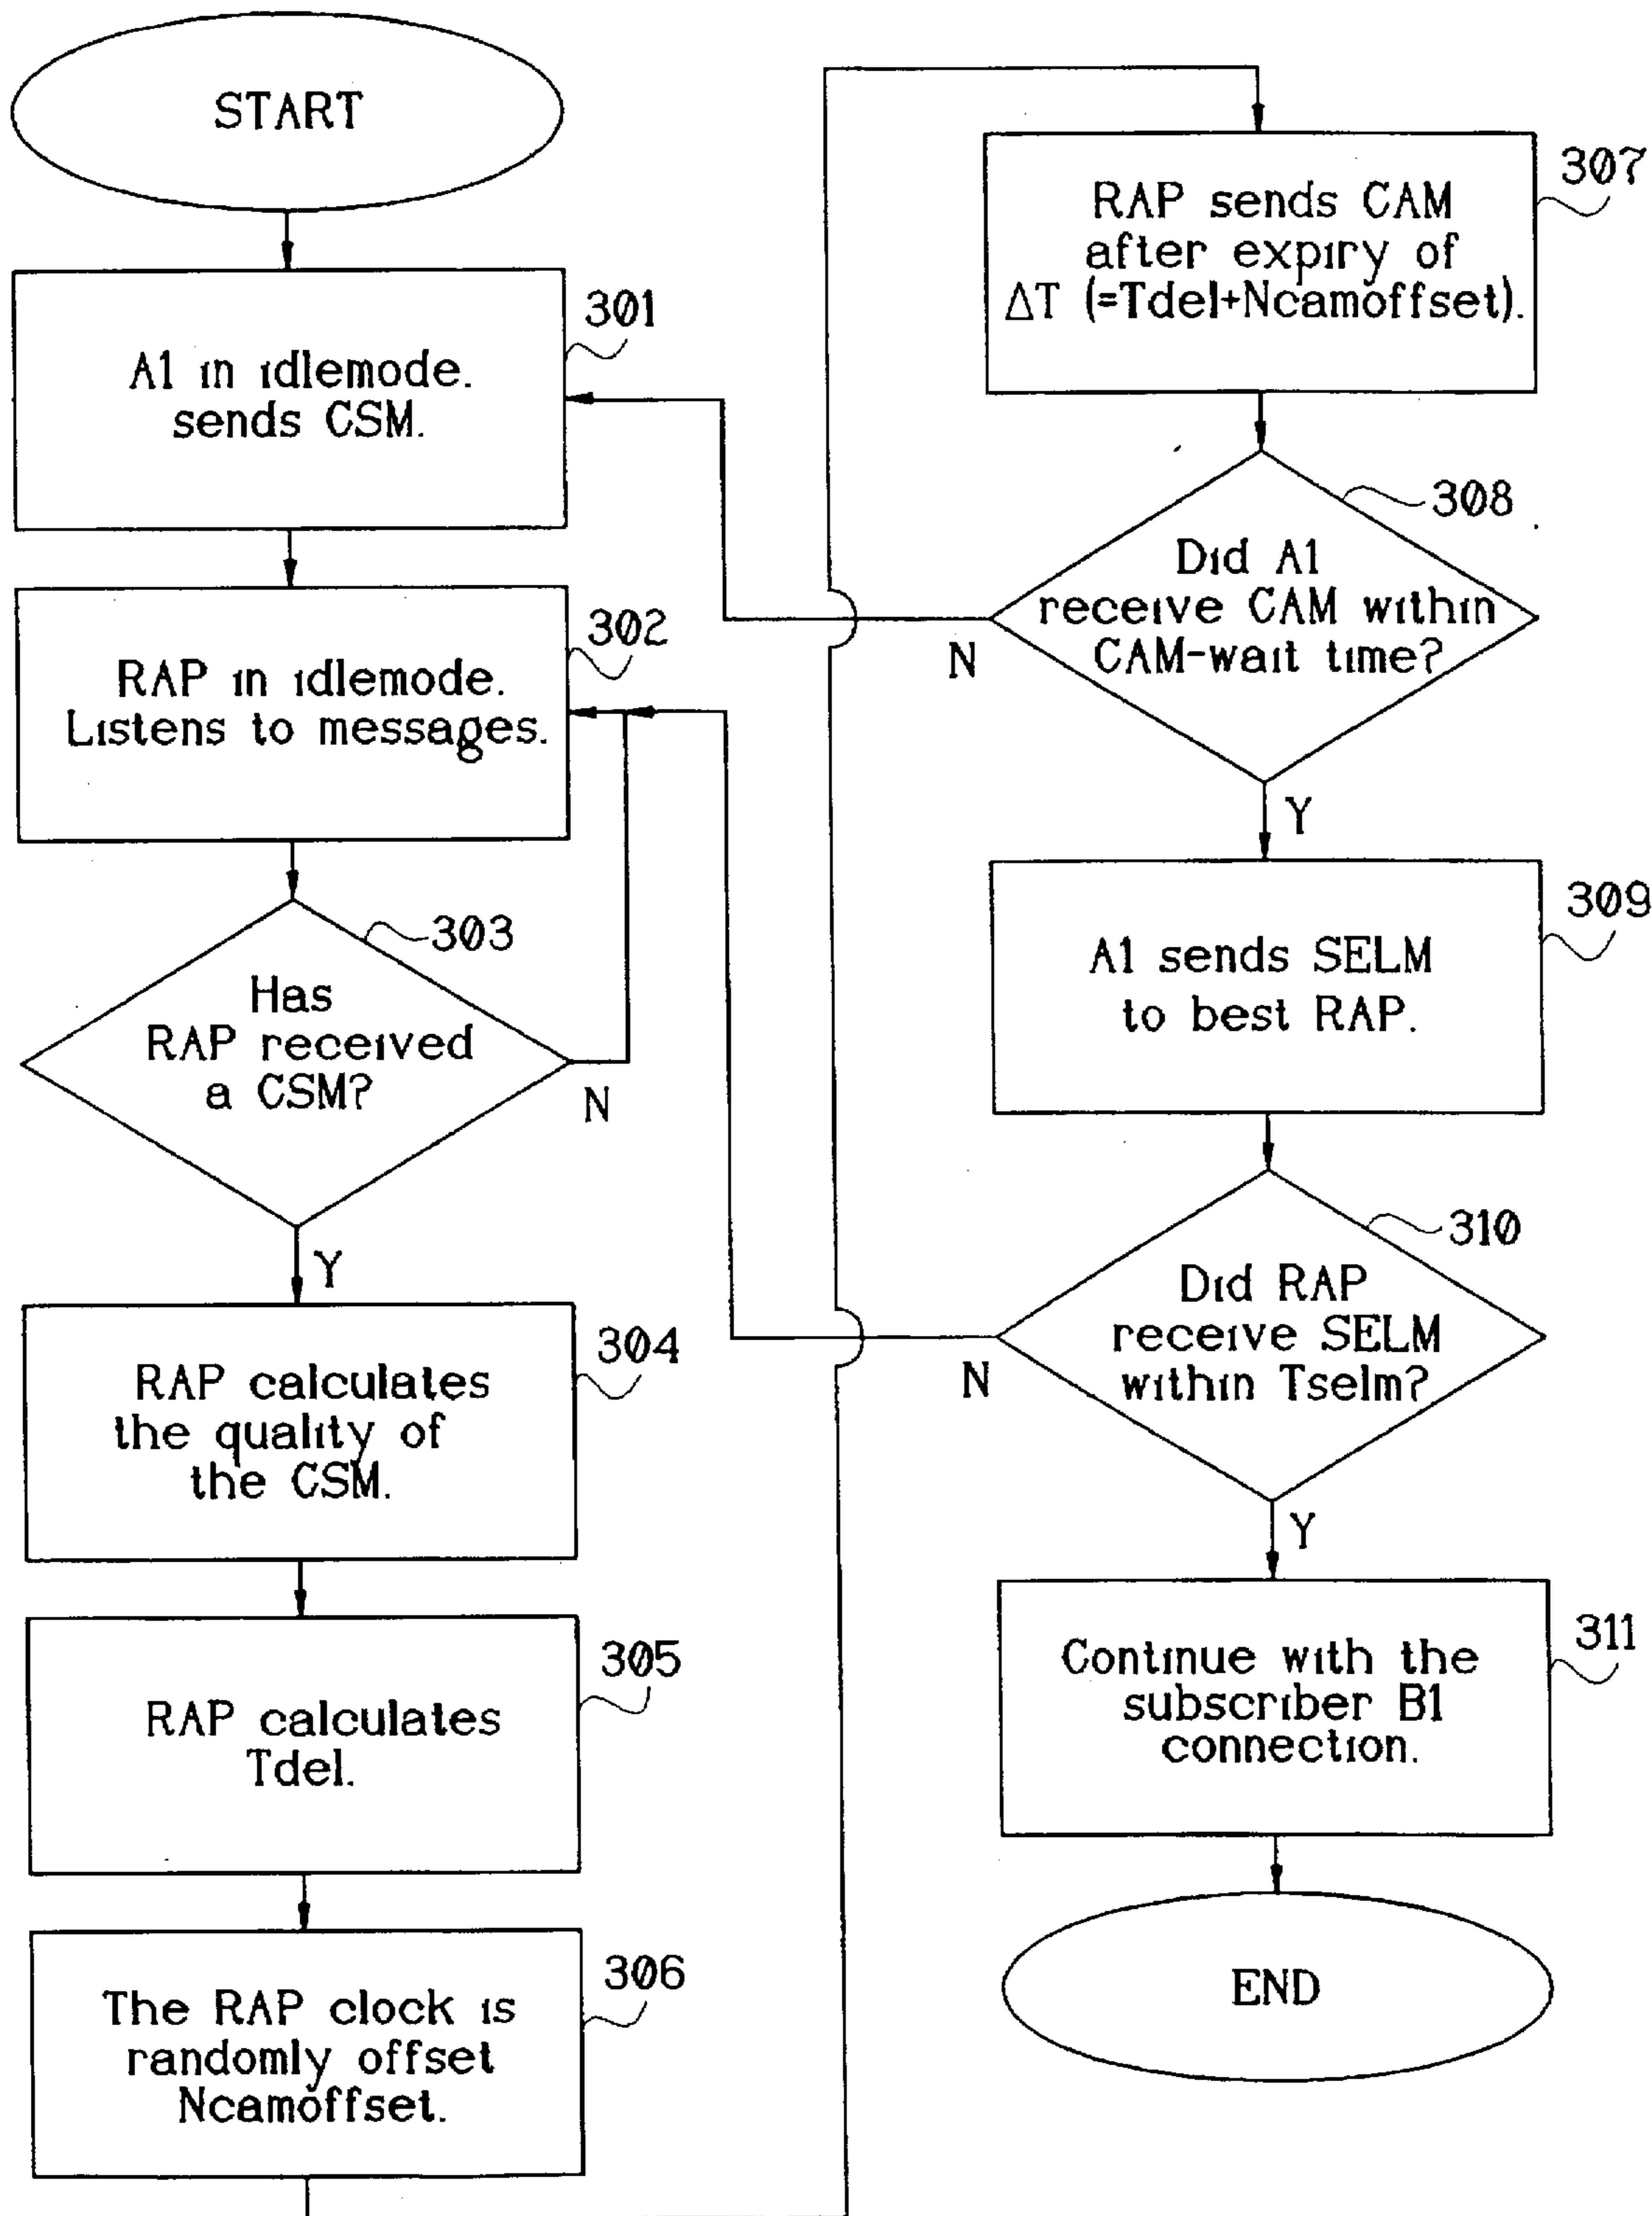 START
301
A1 in idlemode.
sends CSM.
302
RAP in idlemode.
Listens to messages.
303
Has
RAP received
a CSM?
N
Y
304
RAP calculates
the quality of
the CSM.
305
RAP calculates
Tdel.
306
The RAP clock is
randomly offset
Ncamoffset.
307
RAP sends CAM
after expiry of
ΔT (=Tdel+Ncamoffset).
308
Did A1
receive CAM within
CAM-wait time?
N
Y
309
A1 sends SELM
to best RAP.
310
Did RAP
receive SELM
within Tselm?
N
Y
311
Continue with the
subscriber B1
connection.
END